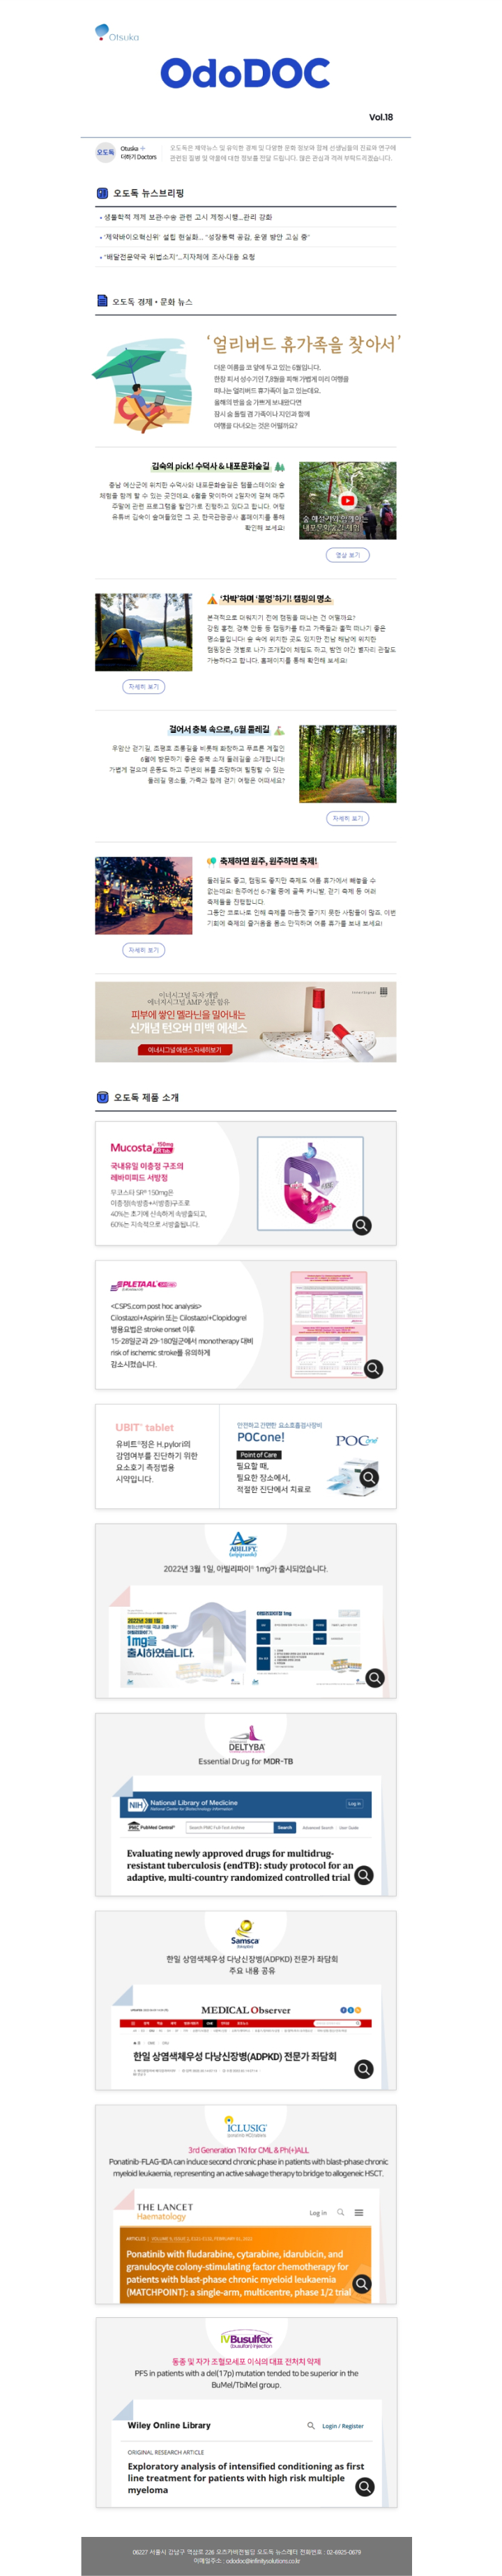 Otsuka
OdoDOC
Vol.18
오도독
Otuska +
더하기 Doctors
오도독은 제약뉴스 및 유익한 경제 및 다양한 문화 정보와 함께 선생님들의 진료와 연구에
관련된 질병 및 약물에 대한 정보를 전달 드립니다. 많은 관심과 격려 부탁드리겠습니다.
오도독 뉴스브리핑
• 생물학적 제제 보관·수송 관련 고시 제정·시행…관리 강화
• '제약바이오혁신위' 설립 현실화… "성장동력 공감, 운영 방안 고심 중"
• "배달전문약국 위법소지"…지자체에 조사·대응 요청
오도독 경제 • 문화 뉴스
'얼리버드 휴가족을 찾아서'
더운 여름을 코 앞에 두고 있는 6월입니다.
한창 피서 성수기인 7,8월을 피해 가볍게 미리 여행을
떠나는 얼리버드 휴가족이 늘고 있는데요.
올해의 반을 숨 가쁘게 보내왔다면
잠시 숨 돌릴 겸 가족이나 지인과 함께
여행을 다녀오는 것은 어떨까요?
김숙의 pick! 수덕사 & 내포문화숲길
충남 예산군에 위치한 수덕사와 내포문화숲길은 템플스테이와 숲
체험을 함께 할 수 있는 곳인데요. 6월을 맞이하여 2월자에 걸쳐 매주
주말에 관련 프로그램을 할인가로 진행하고 있다고 합니다. 여행
유튜버 김숙이 숲며들었던 그 곳, 한국관광공사 홈페이지를 통해
확인해 보세요!
숲 해설가와 함께하는
내포문화숲길 체험
영상 보기
'차박'하며 '불멍'하기! 캠핑의 명소
본격적으로 더워지기 전에 캠핑을 떠나는 건 어떨까요?
강원 홍천, 경북 안동 등 캠핑카를 타고 가족들과 훌쩍 떠나기 좋은
명소들입니다! 숲 속에 위치한 곳도 있지만 전남 해남에 위치한
캠핑장은 갯벌로 나가 조개잡이 체험도 하고, 밤엔 야간 별자리 관찰도
가능하다고 합니다. 홈페이지를 통해 확인해 보세요!
자세히 보기
걸어서 충북 속으로, 6월 둘레길
우암산 걷기길, 초평호 초롱길을 비롯해 화창하고 푸르른 계절인
6월에 방문하기 좋은 충북 소재 둘레길을 소개합니다!
가볍게 걸으며 운동도 하고 주변의 뷰를 조망하며 힐링할 수 있는
둘레길 명소들, 가족과 함께 걷기 여행은 어떠세요?
자세히 보기
축제하면 원주, 원주하면 축제!
둘레길도 좋고, 캠핑도 좋지만 축제도 여름 휴가에서 빼놓을 수
없는데요! 원주에선 6-7월 중에 골목 카니발, 걷기 축제 등 여러
축제들을 진행합니다.
그동안 코로나로 인해 축제를 마음껏 즐기지 못한 사람들이 많죠. 이번
기회에 축제의 즐거움을 몸소 만끽하며 여름 휴가를 보내 보세요!
자세히 보기
이너시그널 독자 개발
에너지시그널 AMP 성분 함유
피부에 쌓인 멜라닌을 밀어내는
신개념 턴오버 미백 에센스
이너시그널 에센스 자세히보기
오도독 제품 소개
Mucosta 150mg
국내유일 이층정 구조의
레바미피드 서방정
무코스타 SR® 150mg은
이층정(속방층+서방층)구조로
40%는 초기에 신속하게 속방출되고,
60%는 지속적으로 서방출됩니다.
PLETAAL
<CSPS.com post hoc analysis>
Cilostazol+Aspirin 또는 Cilostazol+Clopidogrel
병용요법은 stroke onset 이후
15-28일군과 29-180일군에서 monotherapy 대비
risk of ischemic stroke를 유의하게
감소시켰습니다.
UBIT® tablet
유비트®정은 H.pylori의
감염여부를 진단하기 위한
요소호기 측정법용
시약입니다.
안전하고 간편한 요소호흡검사장비
POCone!
Point of Care
필요할 때,
필요한 장소에서,
적절한 진단에서 치료로
POCone
ABILIFY
(aripiprazole)
2022년 3월 1일, 아빌리파이® 1mg가 출시되었습니다.
2022년 3월 1일,
1mg을
출시하였습니다.
아빌리파이정 1mg
DELTYBA
Essential Drug for MDR-TB
NIH National Library of Medicine
National Center for Biotechnology Information
Log in
PMC PubMed Central®
Search PMC Full-Text Archive
Search
Advanced Search
User Guide
Evaluating newly approved drugs for multidrug-
resistant tuberculosis (endTB): study protocol for an
adaptive, multi-country randomized controlled trial
Samsca
한일 상염색체우성 다낭신장병(ADPKD) 전문가 좌담회
주요 내용 공유
MEDICAL Observer
한일 상염색체우성 다낭신장병(ADPKD) 전문가 좌담회
ICLUSIG
3rd Generation TKI for CML & Ph(+)ALL
Ponatinib-FLAG-IDA can induce second chronic phase in patients with blast-phase chronic
myeloid leukaemia, representing an active salvage therapy to bridge to allogeneic HSCT.
THE LANCET
Haematology
Log in
Ponatinib with fludarabine, cytarabine, idarubicin, and
granulocyte colony-stimulating factor chemotherapy for
patients with blast-phase chronic myeloid leukaemia
(MATCHPOINT): a single-arm, multicentre, phase 1/2 trial
IVBusulfex
(busulfan) injection
동종 및 자가 조혈모세포 이식의 대표 전처치 약제
PFS in patients with a del(17p) mutation tended to be superior in the
BuMel/TbiMel group.
Wiley Online Library
Login / Register
ORIGINAL RESEARCH ARTICLE
Exploratory analysis of intensified conditioning as first
line treatment for patients with high risk multiple
myeloma
06227 서울시 강남구 역삼로 226 오즈카버전빌딩 오도독 뉴스레터 전화번호 : 02-6925-0679
이메일주소 : ododoc@infinitysolutions.co.kr